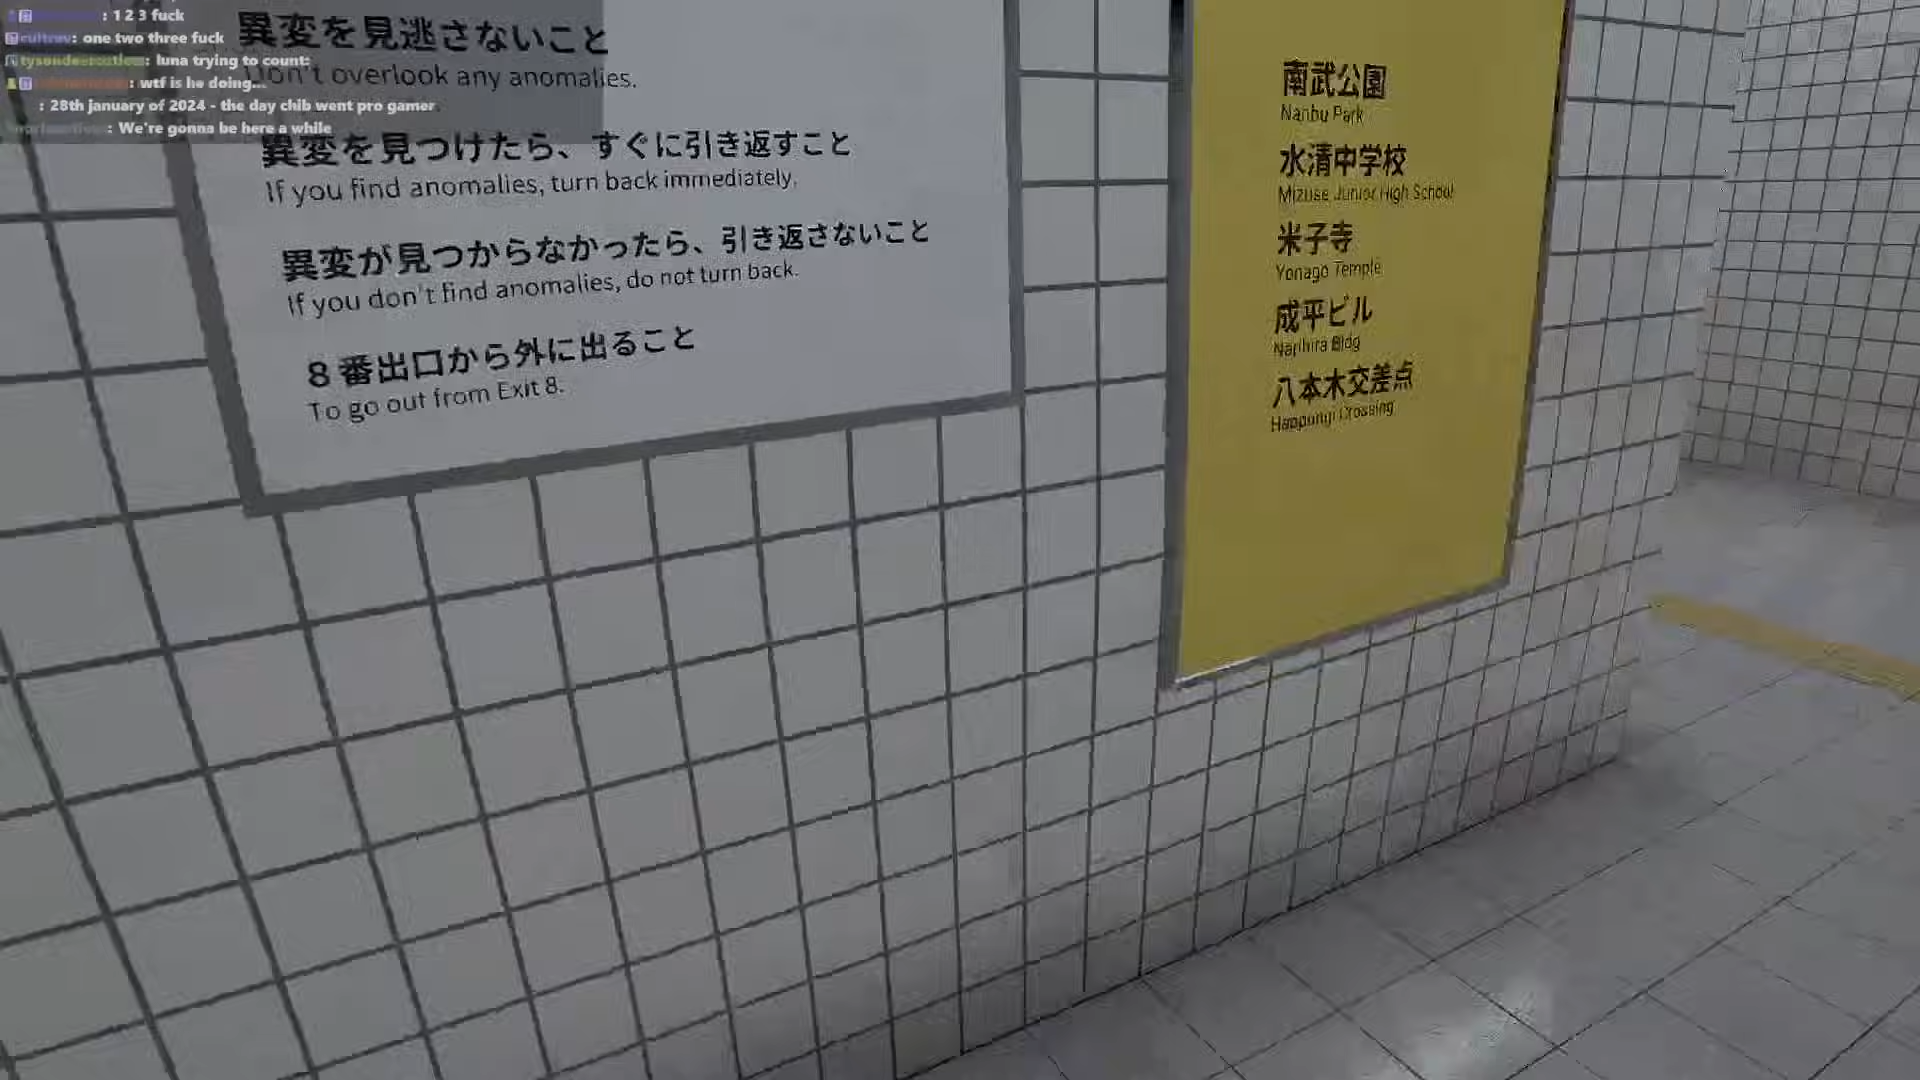 : 1 2 3 fuck
: one two three fuck
: luna trying to count:
: wtf is he doing...
: 28th january of 2024 - the day chib went pro gamer
: We're gonna be here a while
異変を見逃さないこと
Don't overlook any anomalies.
異変を見つけたら、すぐに引き返すこと
If you find anomalies, turn back immediately.
異変が見つからなかったら、引き返さないこと
If you don't find anomalies, do not turn back.
8番出口から外に出ること
To go out from Exit 8.
南武公園
Nanbu Park
水清中学校
Mizuse Junior High School
米子寺
Yonago Temple
成平ビル
Narihira Bldg
八本木交差点
Happungi Crossing